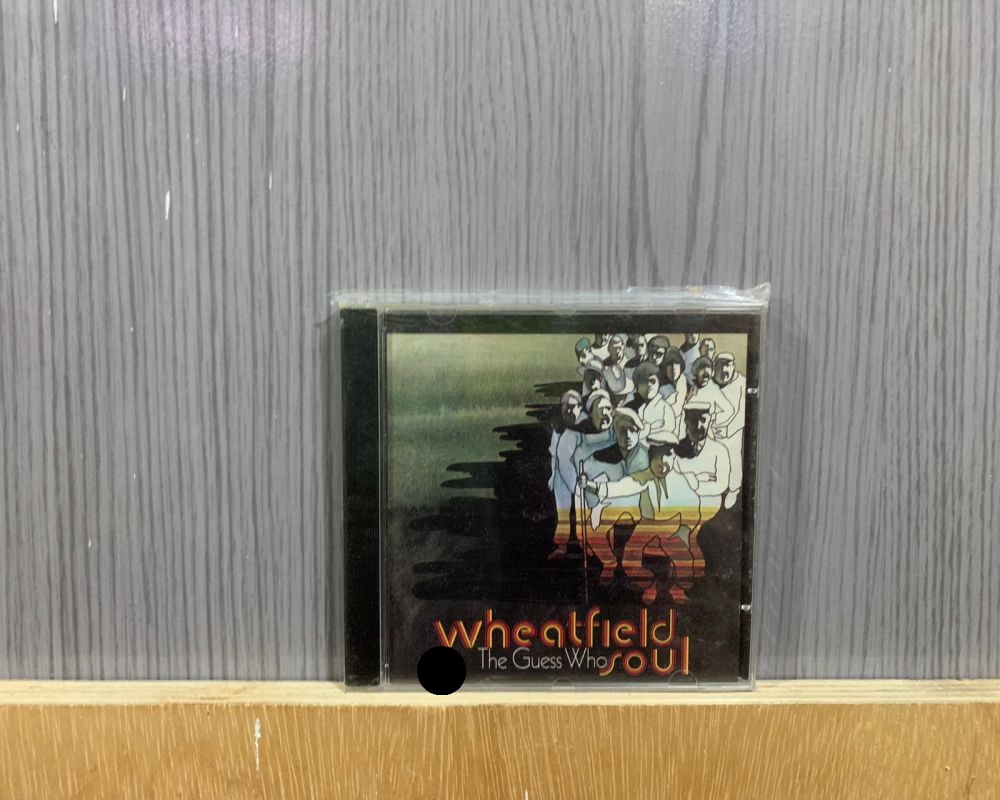 wheatfield
The Guess Who soul